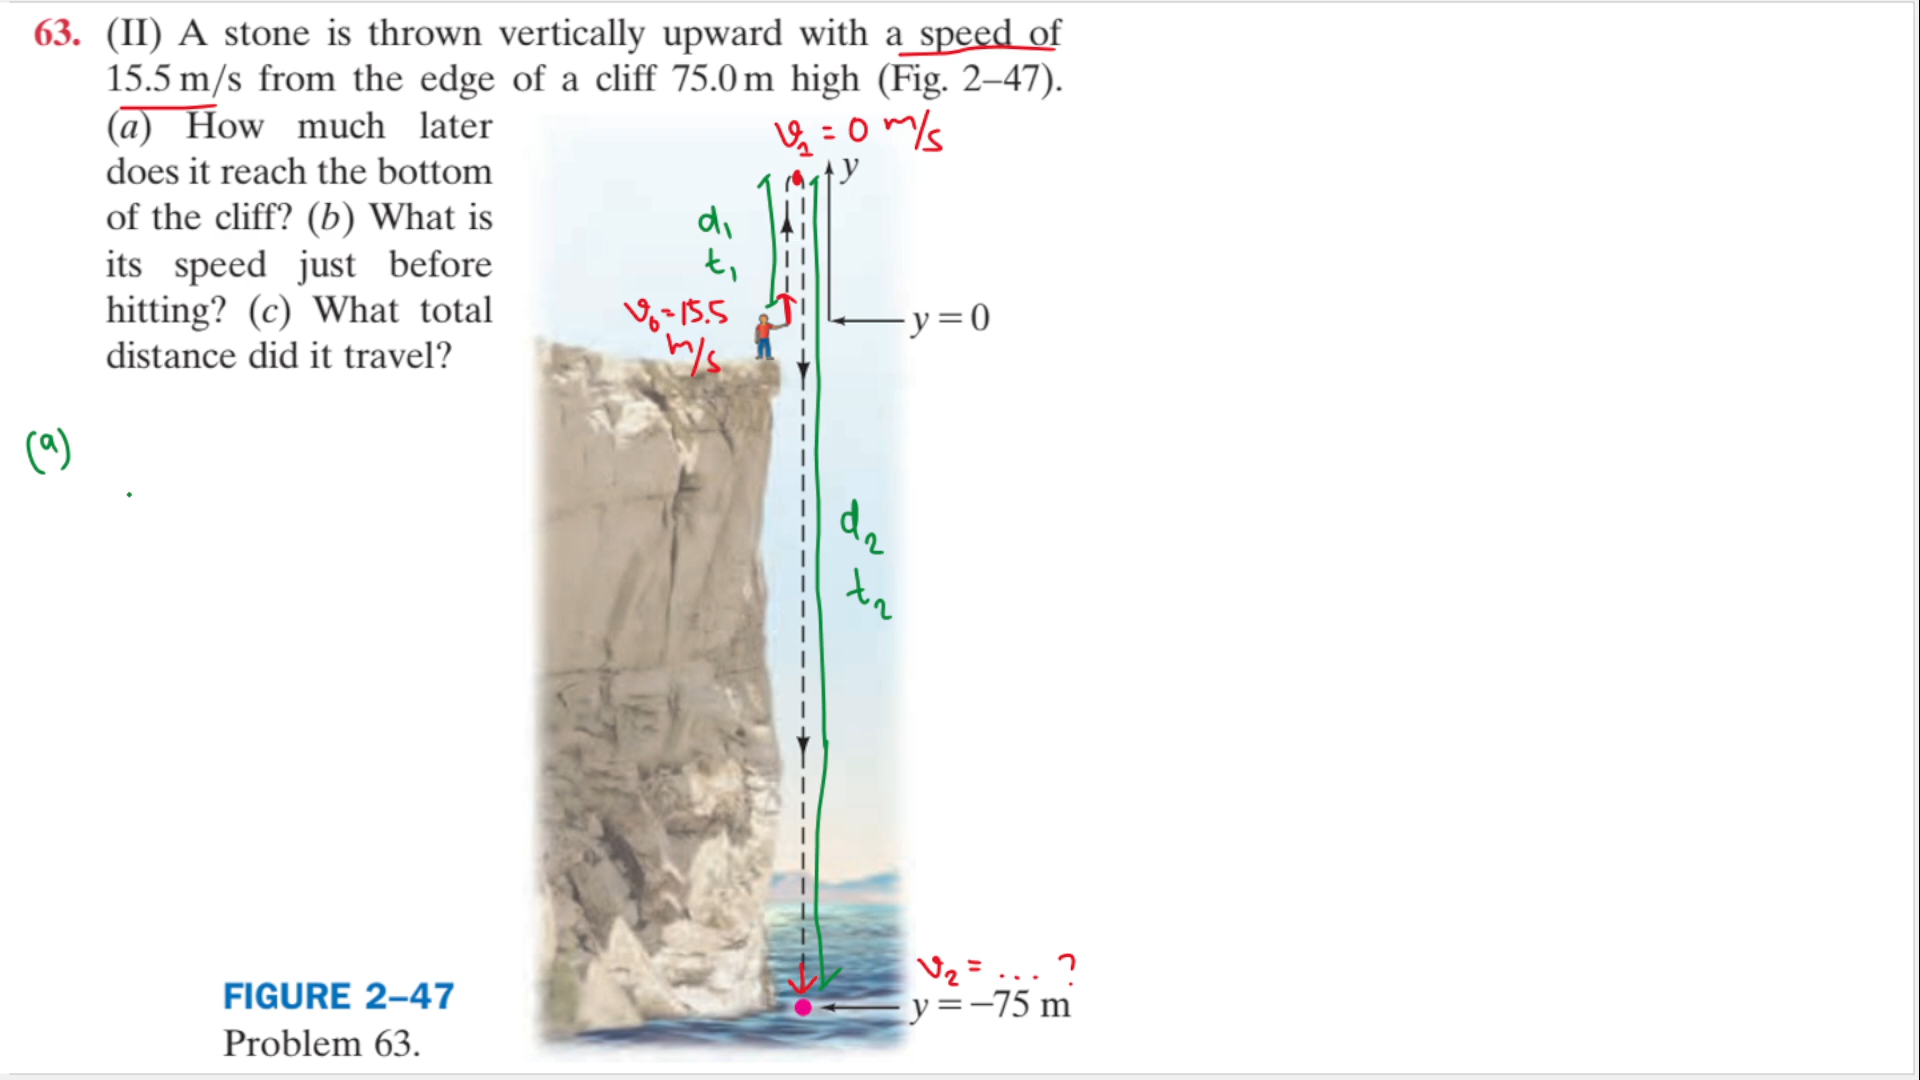 63. (II) A stone is thrown vertically upward with a speed of
15.5 m/s from the edge of a cliff 75.0 m high (Fig. 2–47).
(a) How much later
does it reach the bottom
of the cliff? (b) What is
its speed just before
hitting? (c) What total
distance did it travel?
v₁ = 0 m/s
y
d₁
t₁
v₀ = 15.5
m/s
y = 0
(a)
d₂
t₂
v₂ = ... ?
y = −75 m
FIGURE 2–47
Problem 63.